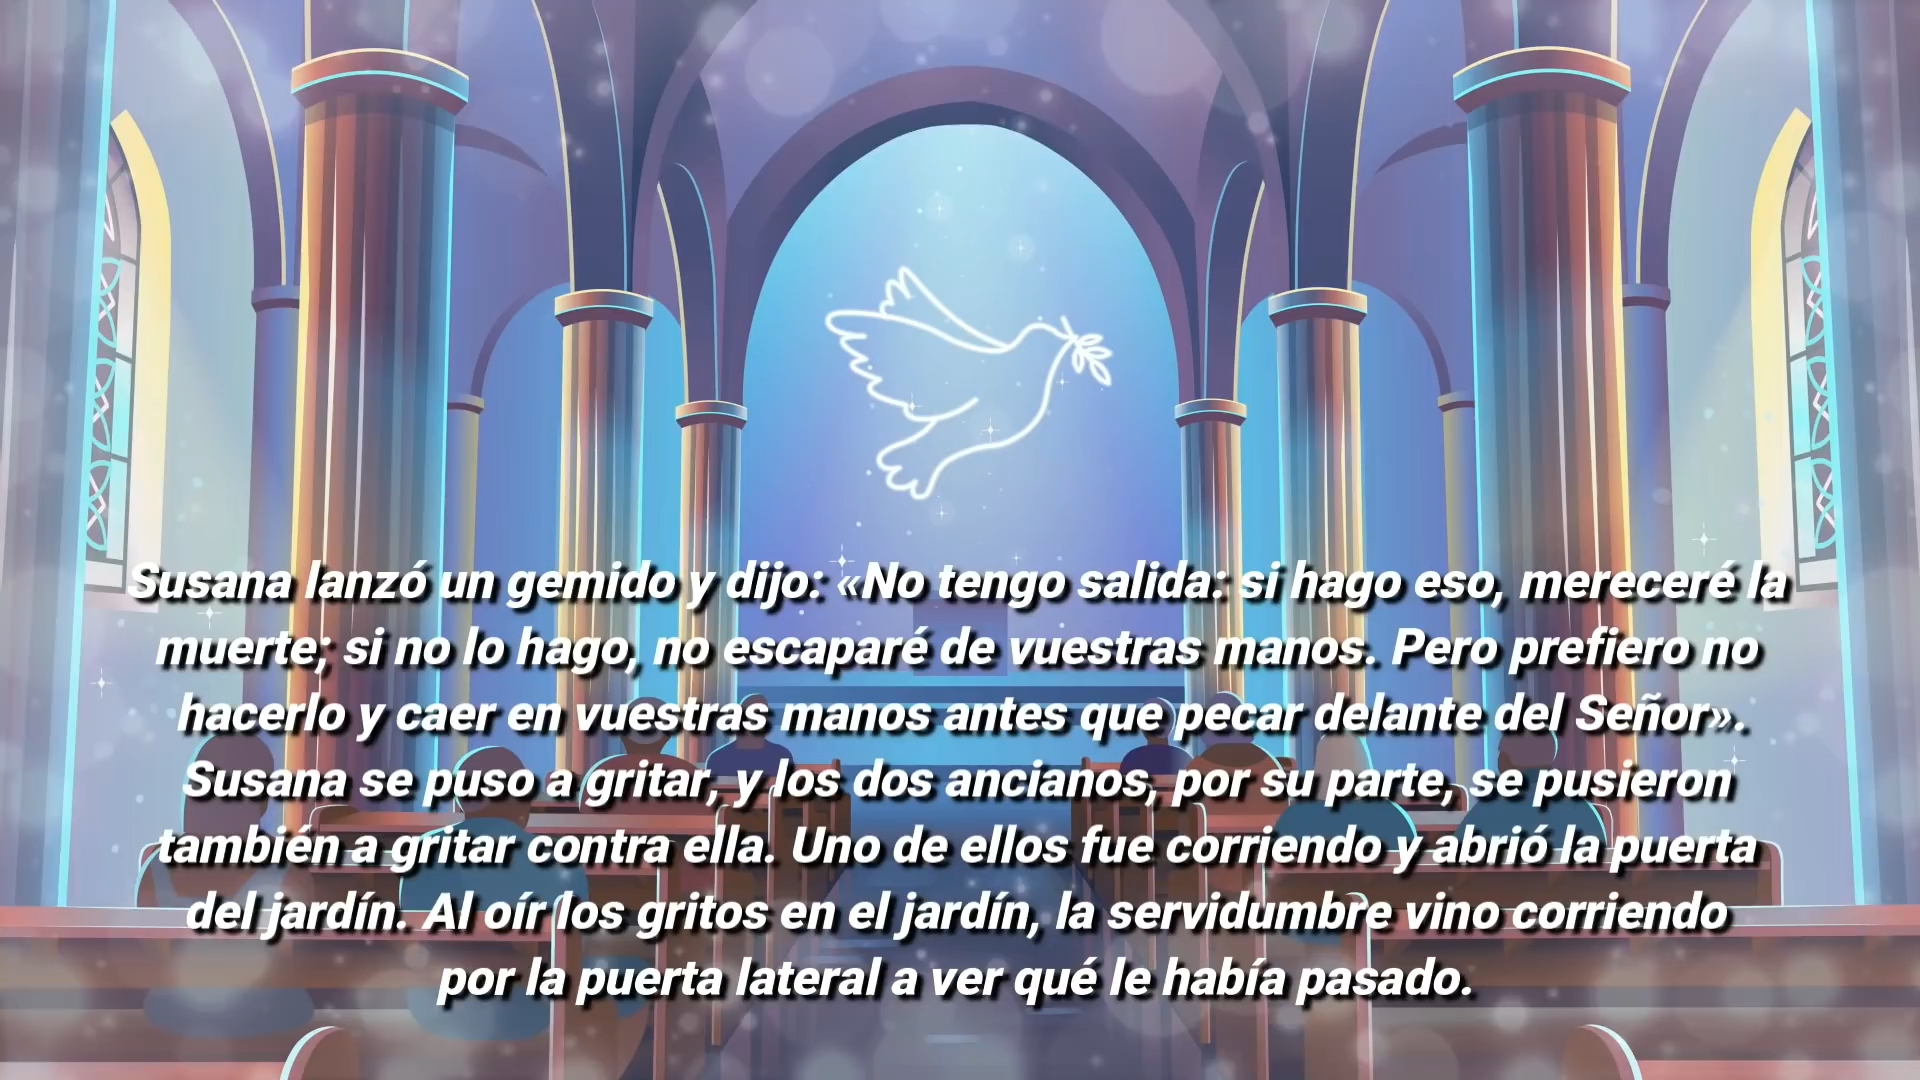 Susana lanzó un gemido y dijo: «No tengo salida: si hago eso, mereceré la
muerte; si no lo hago, no escaparé de vuestras manos. Pero prefiero no
hacerlo y caer en vuestras manos antes que pecar delante del Señor».
Susana se puso a gritar, y los dos ancianos, por su parte, se pusieron
también a gritar contra ella. Uno de ellos fue corriendo y abrió la puerta
del jardín. Al oír los gritos en el jardín, la servidumbre vino corriendo
por la puerta lateral a ver qué le había pasado.